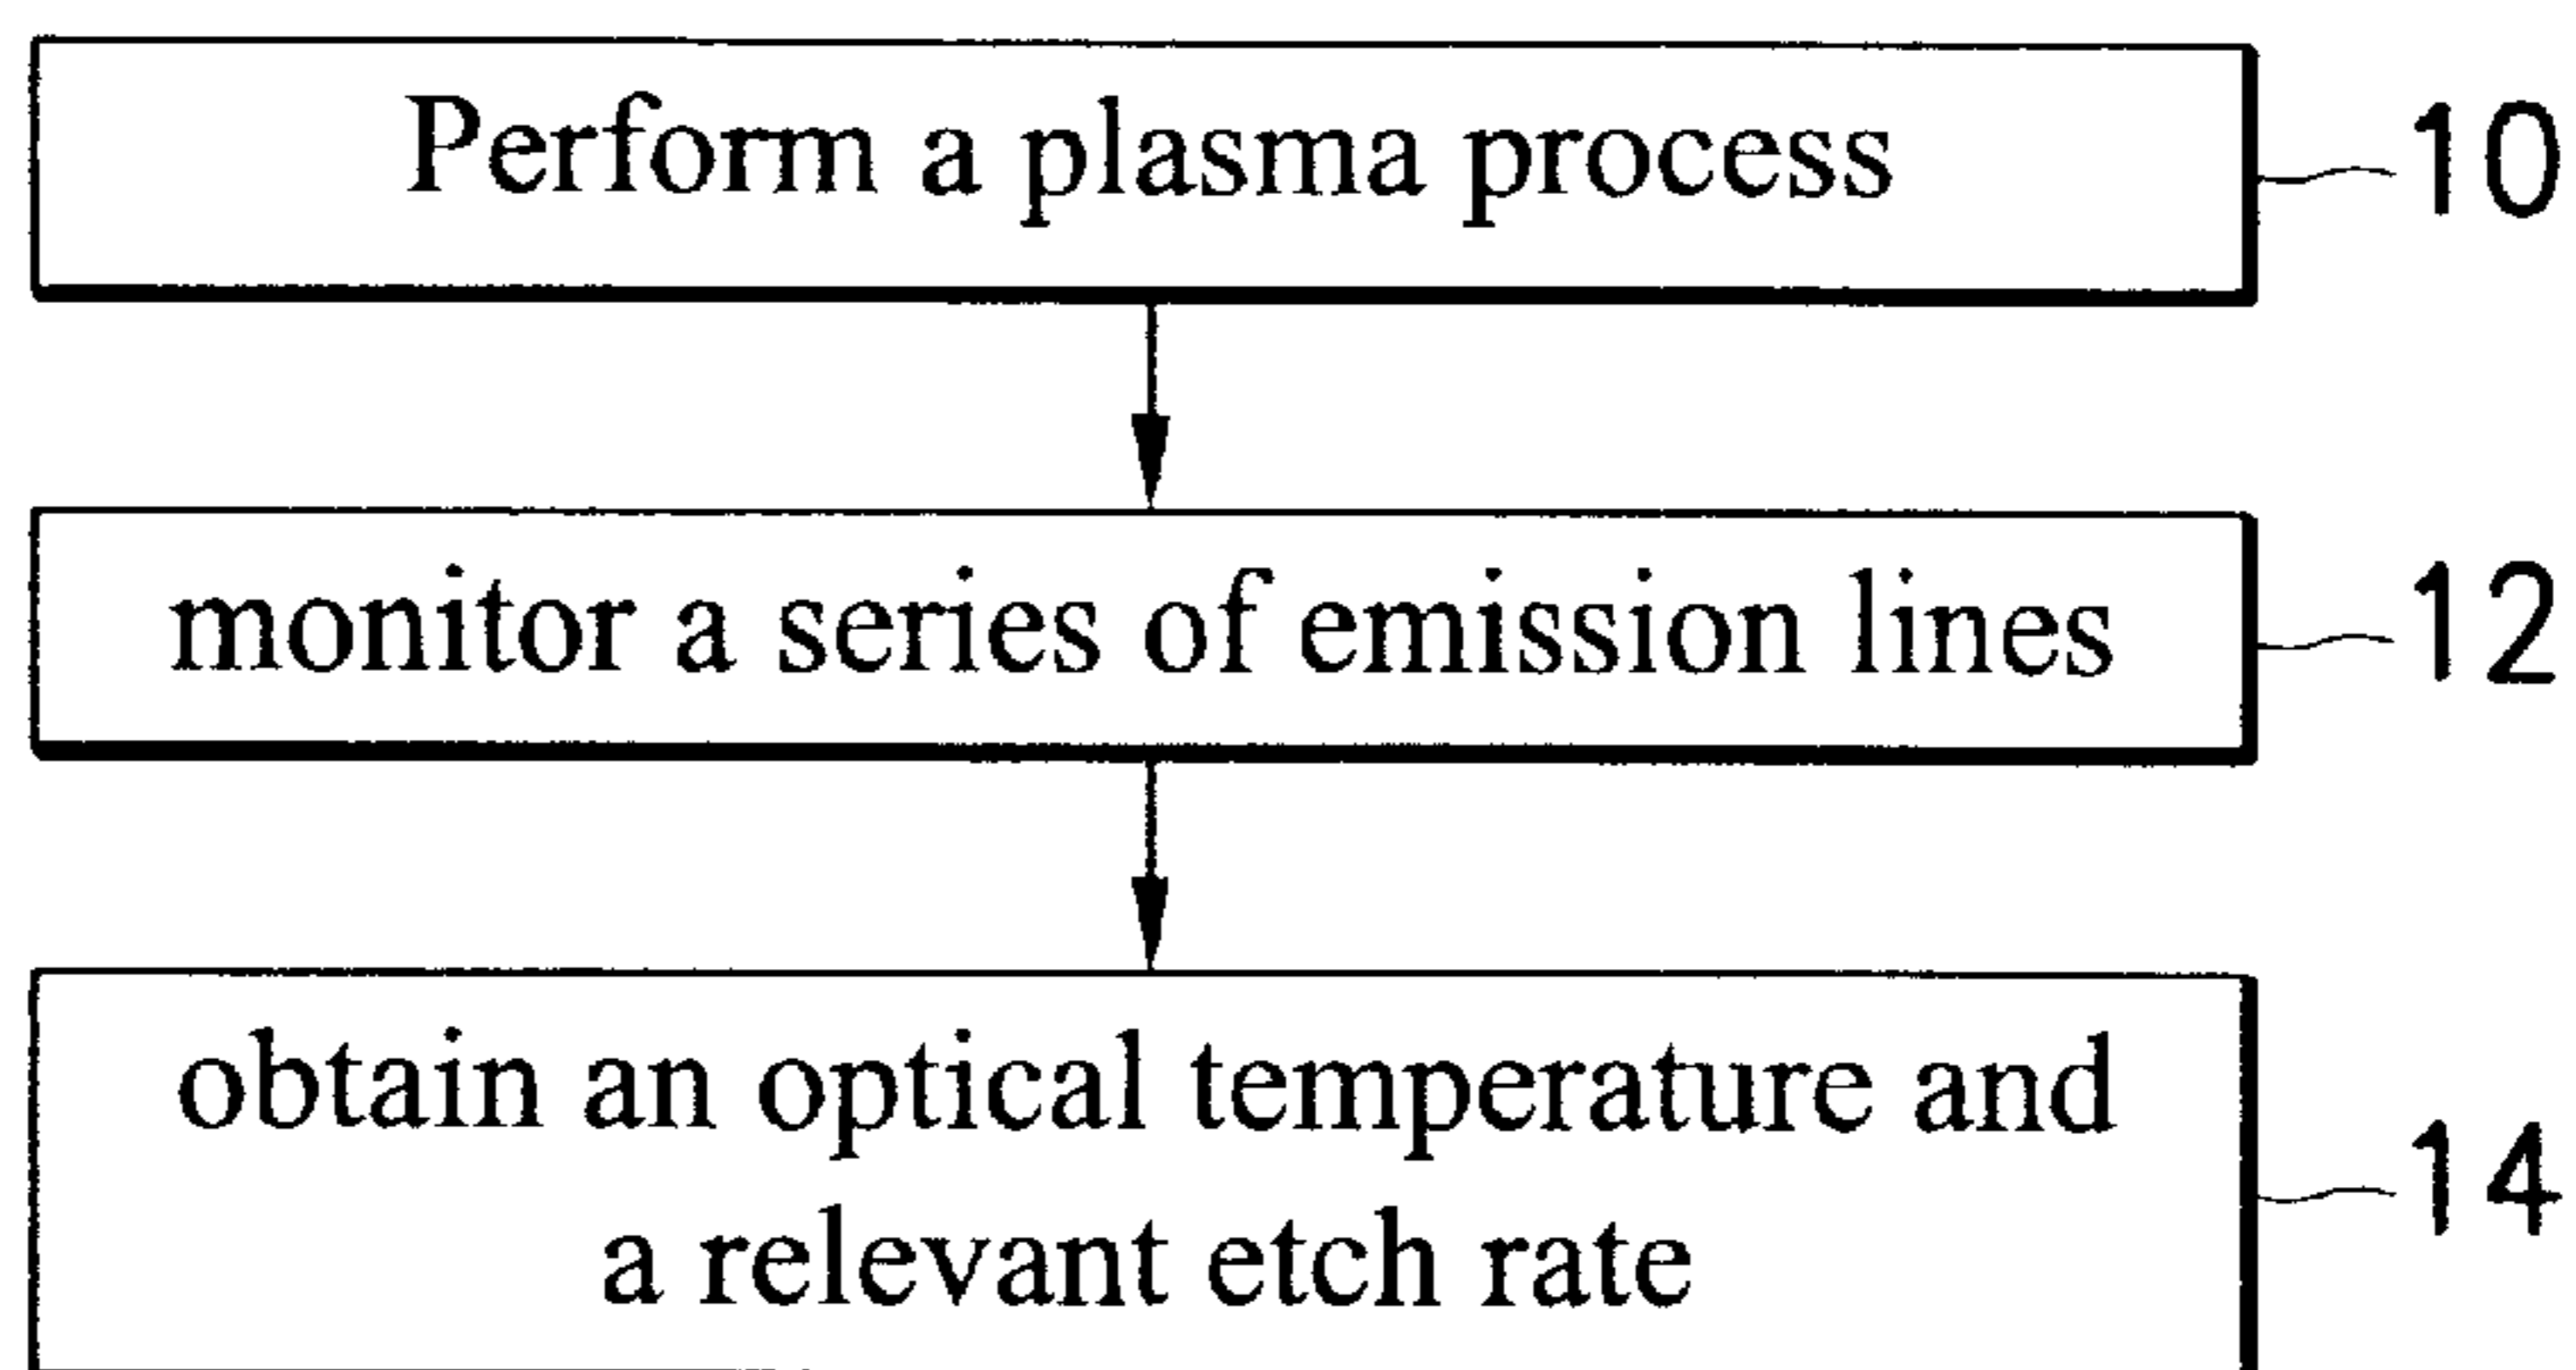 Perform a plasma process
10
monitor a series of emission lines
12
obtain an optical temperature and
a relevant etch rate
14